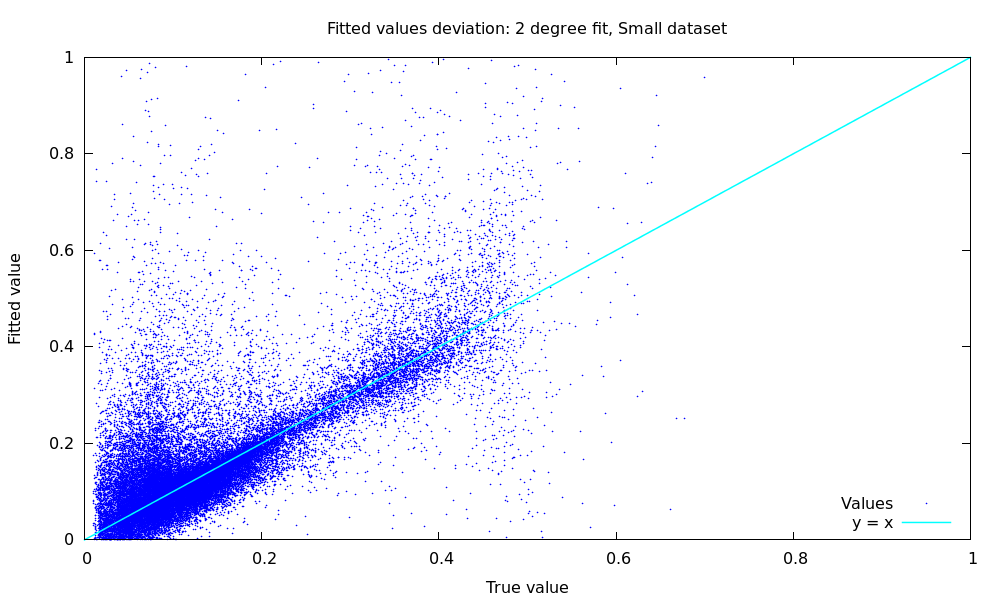 Fitted values deviation: 2 degree fit, Small dataset
1
0.8
0.6
0.4
0.2
0
Fitted value
0 0.2 0.4 0.6 0.8 1
True value
Values
y = x